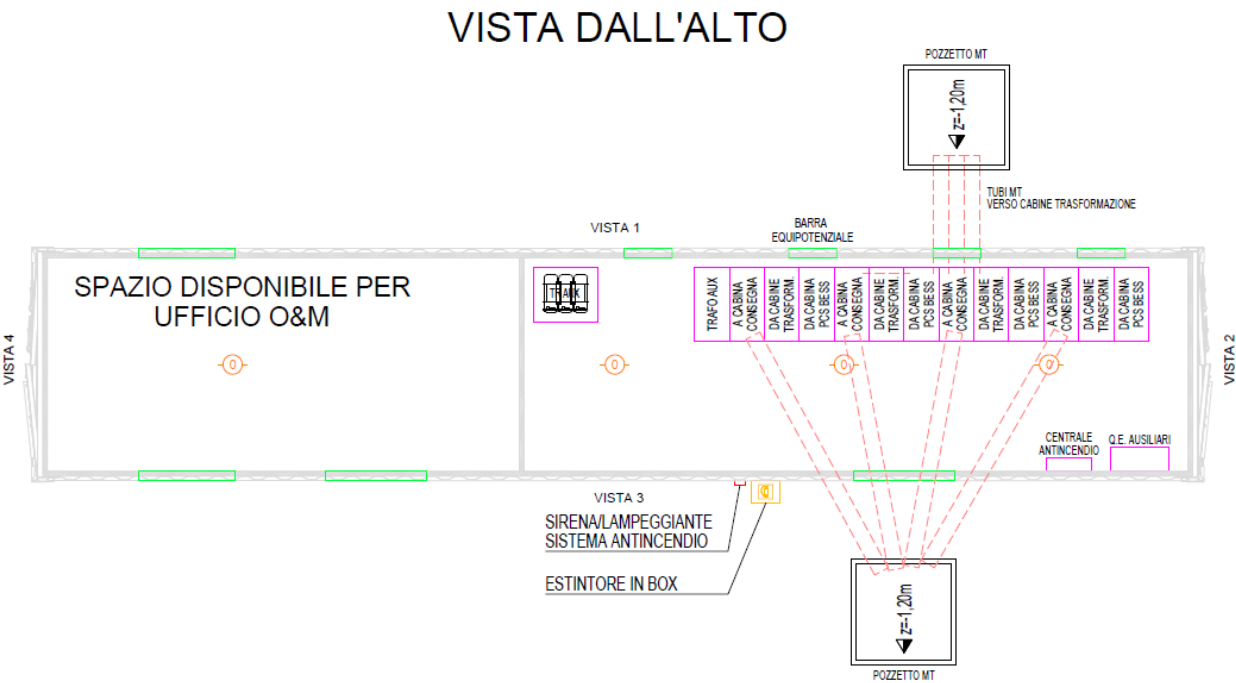 VISTA DALL'ALTO
POZZETTO MT
z=-1,20m
TUBI MT
VERSO CABINE TRASFORMAZIONE
VISTA 1
BARRA
EQUIPOTENZIALE
SPAZIO DISPONIBILE PER
UFFICIO O&M
TRAFO AUX
A CABINA
CONSEGNA
DA CABINE
TRASFORM.
DA CABINA
PCS BESS
A CABINA
CONSEGNA
DA CABINE
TRASFORM.
DA CABINA
PCS BESS
A CABINA
CONSEGNA
DA CABINE
TRASFORM.
DA CABINA
PCS BESS
A CABINA
CONSEGNA
DA CABINE
TRASFORM.
DA CABINA
PCS BESS
VISTA 4
VISTA 2
CENTRALE
ANTINCENDIO
Q.E. AUSILIARI
VISTA 3
SIRENA/LAMPEGGIANTE
SISTEMA ANTINCENDIO
ESTINTORE IN BOX
z=-1,20m
POZZETTO MT